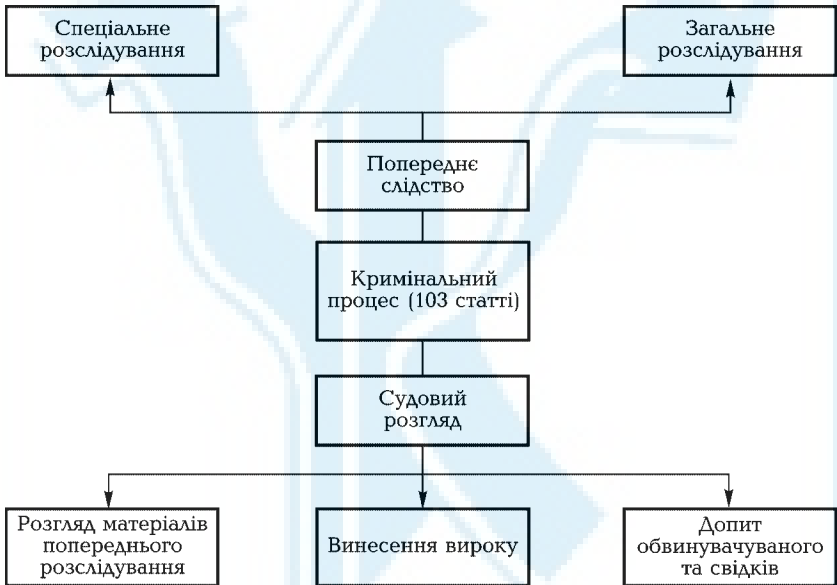 Спеціальне
розслідування
Загальне
розслідування
Попереднє
слідство
Кримінальний
процес (103 статті)
Судовий
розгляд
Розгляд матеріалів
попереднього
розслідування
Винесення вироку
Допит
обвинувачуваного
та свідків